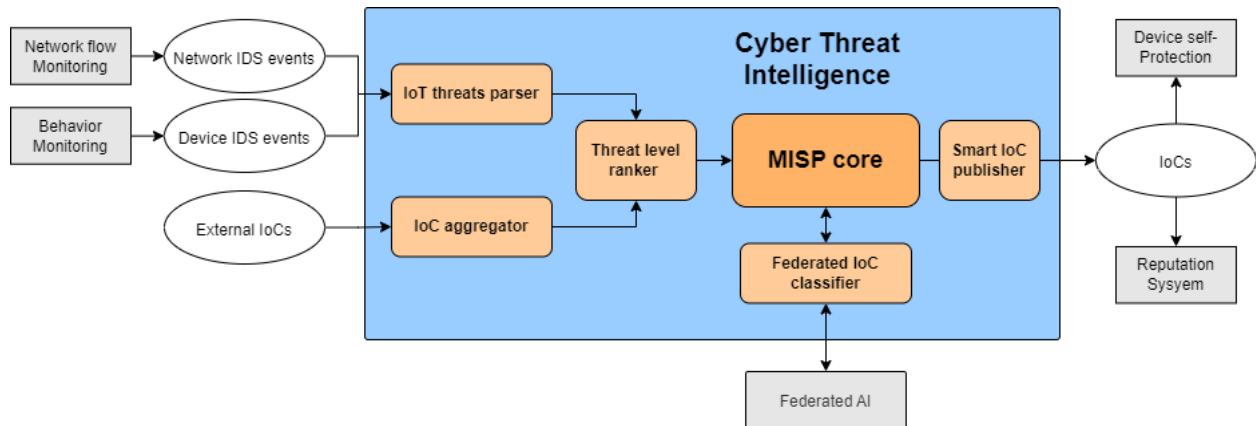 Network flow
Monitoring
Network IDS events
Behavior
Monitoring
Device IDS events
External IoCs
Cyber Threat
Intelligence
IoT threats parser
IoC aggregator
Threat level
ranker
MISP core
Smart IoC
publisher
Federated IoC
classifier
Federated AI
Device self-
Protection
IoCs
Reputation
Sysyem